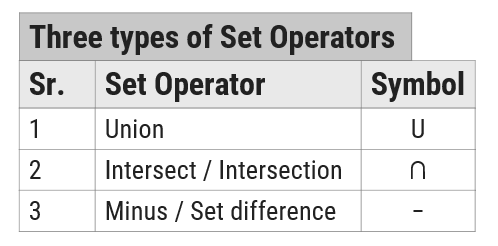 Three types of Set Operators
Sr. Set Operator Symbol
1 Union U
2 Intersect / Intersection ∩
3 Minus / Set difference -